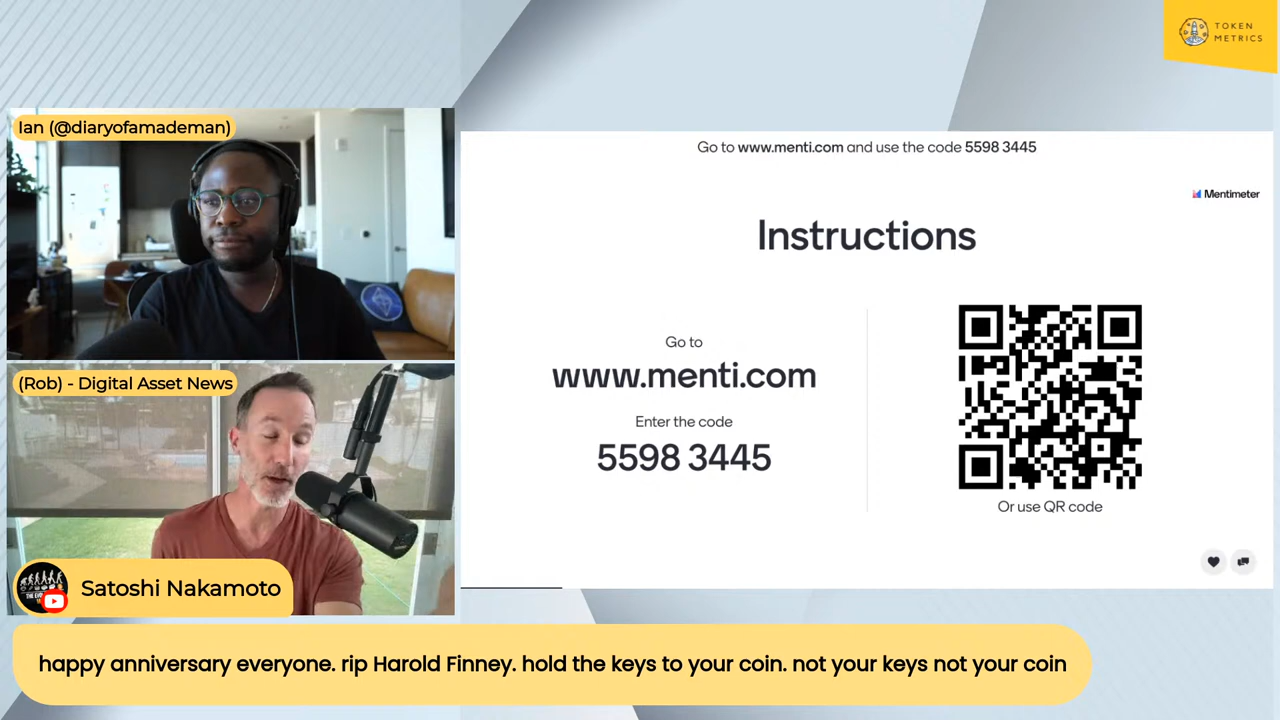 TOKEN
METRICS
Ian (@diaryofamademan)
Go to www.menti.com and use the code 5598 3445
Mentimeter
Instructions
Go to
www.menti.com
Enter the code
5598 3445
Or use QR code
(Rob) - Digital Asset News
Satoshi Nakamoto
happy anniversary everyone. rip Harold Finney. hold the keys to your coin. not your keys not your coin